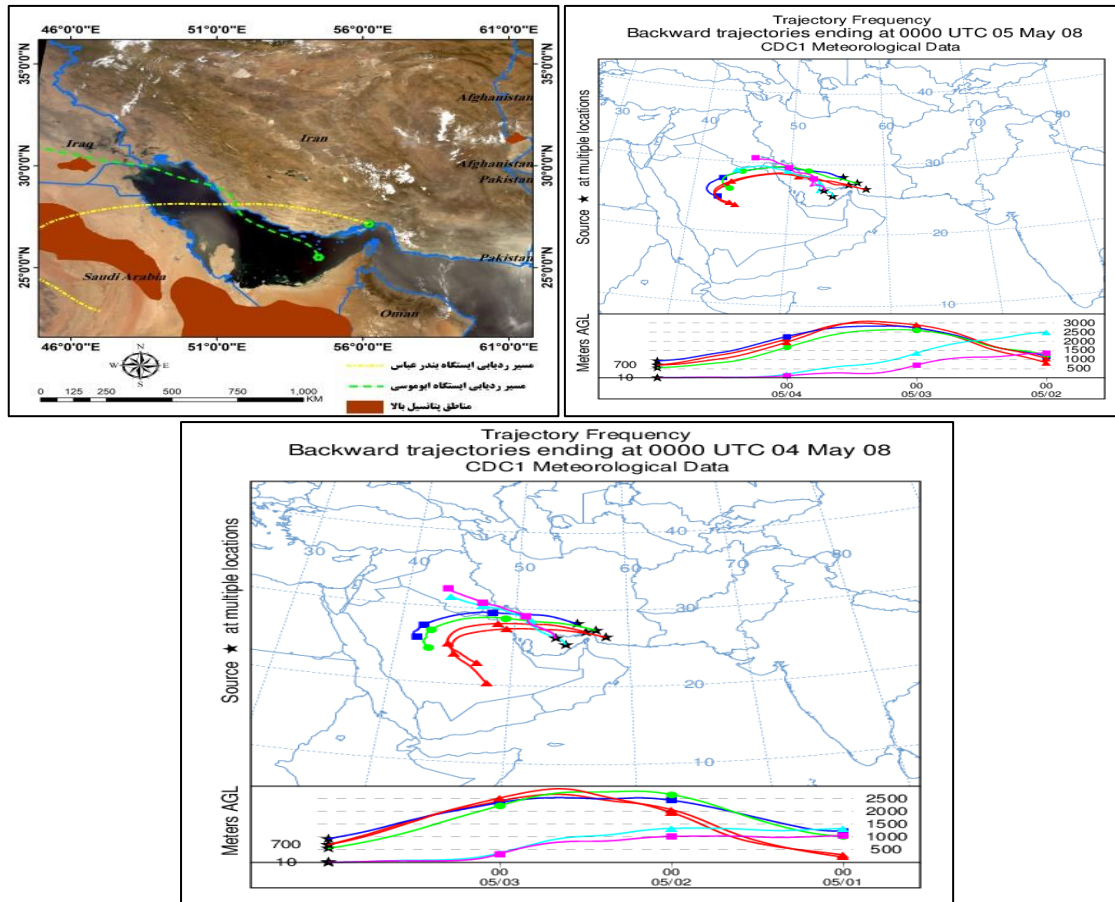 46°0'0"E 51°0'0"E 56°0'0"E 61°0'0"E
35°0'0"N
30°0'0"N
25°0'0"N
35°0'0"N
30°0'0"N
25°0'0"N
Afghanistan
Iran
Iraq
Afghanistan
Pakistan
Pakistan
Saudi Arabia
Oman
46°0'0"E 51°0'0"E 56°0'0"E 61°0'0"E
N
W E
S
مسیر ردیابی ایستگاه بندر عباس
مسیر ردیابی ایستگاه ابوموسی
مناطق پتانسیل بالا
0 125 250 500 750 1,000
KM
Trajectory Frequency
Backward trajectories ending at 0000 UTC 05 May 08
CDC1 Meteorological Data
Source ★ at multiple locations
30 40 50 60 70 80
40
30
20
10
Meters AGL
700
10
3000
2500
2000
1500
1000
500
00 00 00
05/04 05/03 05/02
Trajectory Frequency
Backward trajectories ending at 0000 UTC 04 May 08
CDC1 Meteorological Data
Source ★ at multiple locations
30 40 50 60 70 80
40
30
20
10
Meters AGL
700
10
2500
2000
1500
1000
500
00 00 00
05/03 05/02 05/01